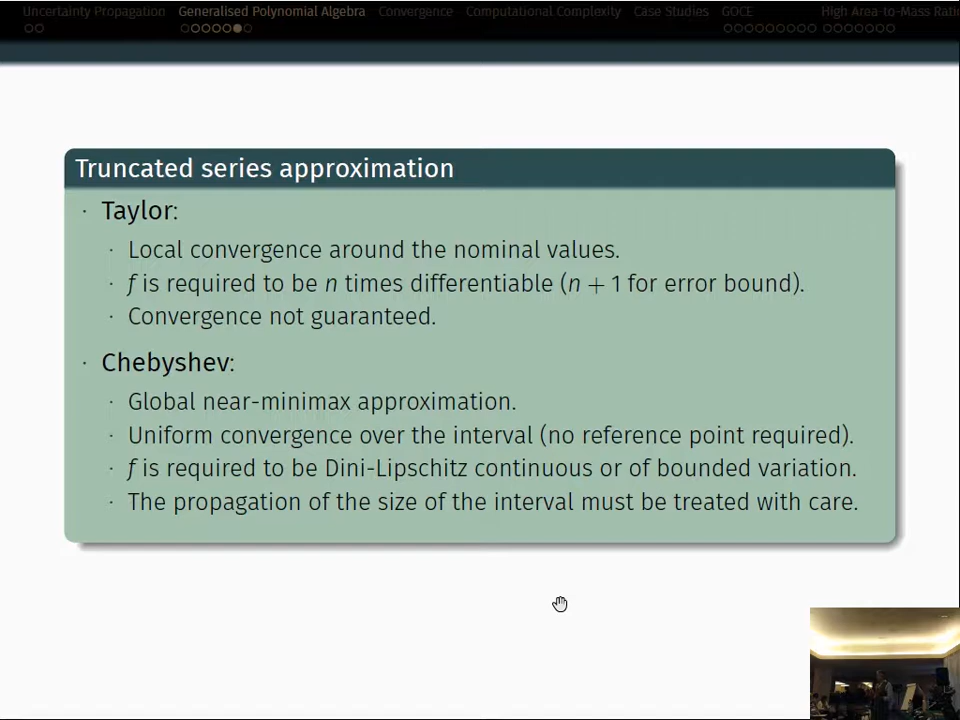 Uncertainty Propagation Generalised Polynomial Algebra Convergence Computational Complexity Case Studies GOCE High Area-to-Mass Rati
Truncated series approximation
· Taylor:
· Local convergence around the nominal values.
· f is required to be n times differentiable (n + 1 for error bound).
· Convergence not guaranteed.
· Chebyshev:
· Global near-minimax approximation.
· Uniform convergence over the interval (no reference point required).
· f is required to be Dini-Lipschitz continuous or of bounded variation.
· The propagation of the size of the interval must be treated with care.